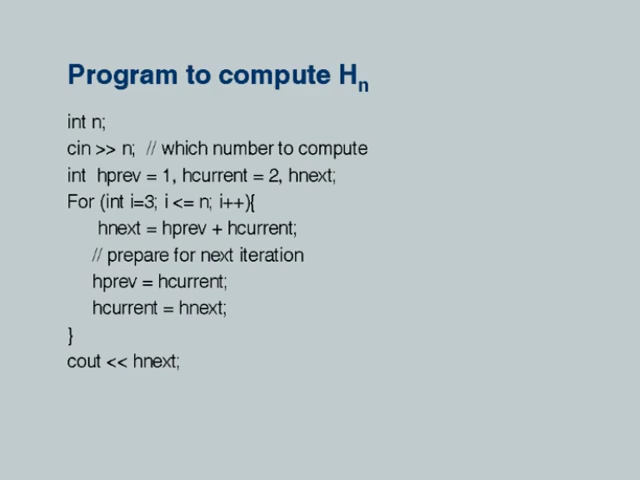 Program to compute Hn
int n;
cin >> n; // which number to compute
int hprev = 1, hcurrent = 2, hnext;
For (int i=3; i <= n; i++){
hnext = hprev + hcurrent;
// prepare for next iteration
hprev = hcurrent;
hcurrent = hnext;
}
cout << hnext;